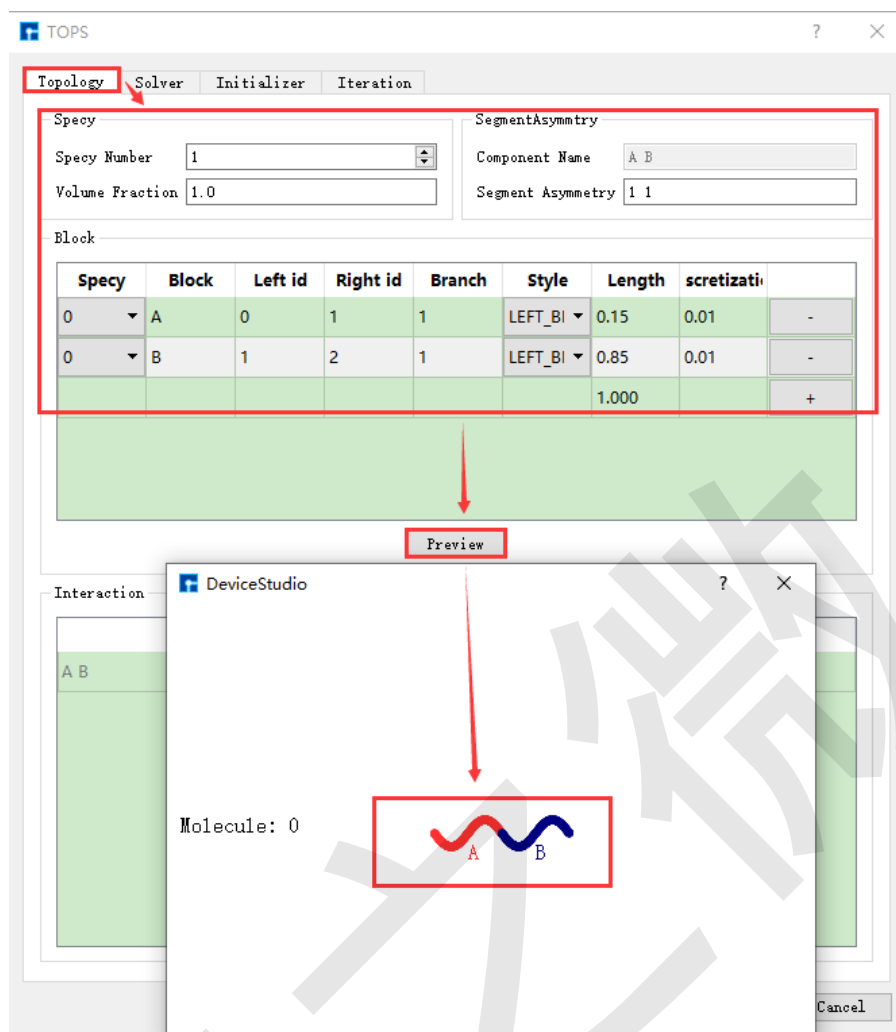 TOPS ?
Topology Solver Initializer Iteration
Specy SegmentAsymmtry
Specy Number 1 Component Name A B
Volume Fraction 1.0 Segment Asymmetry 1 1
Block
Specy Block Left id Right id Branch Style Length scretizati
0 A 0 1 1 LEFT_BI 0.15 0.01 -
0 B 1 2 1 LEFT_BI 0.85 0.01 -
1.000 +
Preview
DeviceStudio ?
Interaction
A B
Molecule: 0
A B
Cancel
之微